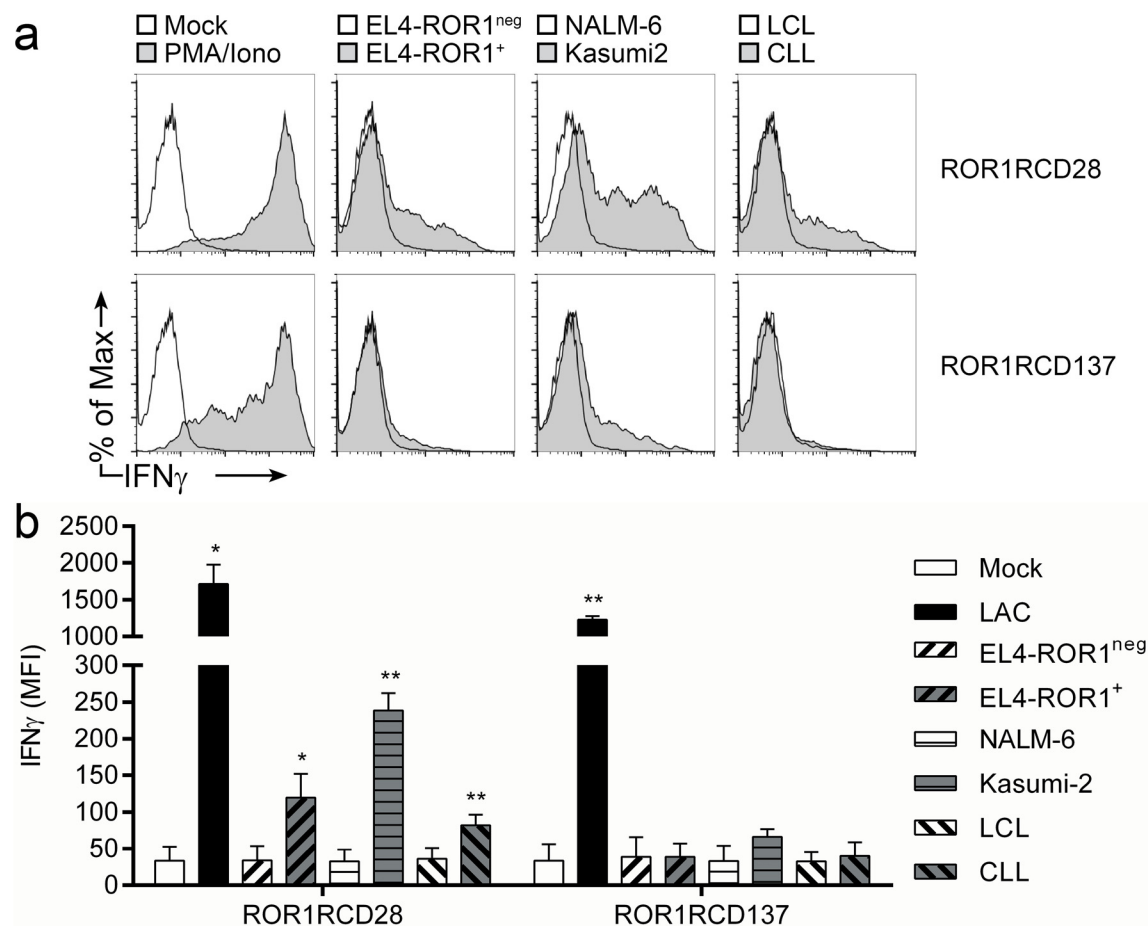 a
Mock
PMA/Iono
EL4-ROR1neg
EL4-ROR1+
NALM-6
Kasumi2
LCL
CLL
ROR1RCD28
ROR1RCD137
% of Max
IFNγ
b
IFNγ (MFI)
2500
2000
1500
1000
300
250
200
150
100
50
0
*
*
**
**
**
ROR1RCD28
ROR1RCD137
Mock
LAC
EL4-ROR1neg
EL4-ROR1+
NALM-6
Kasumi-2
LCL
CLL